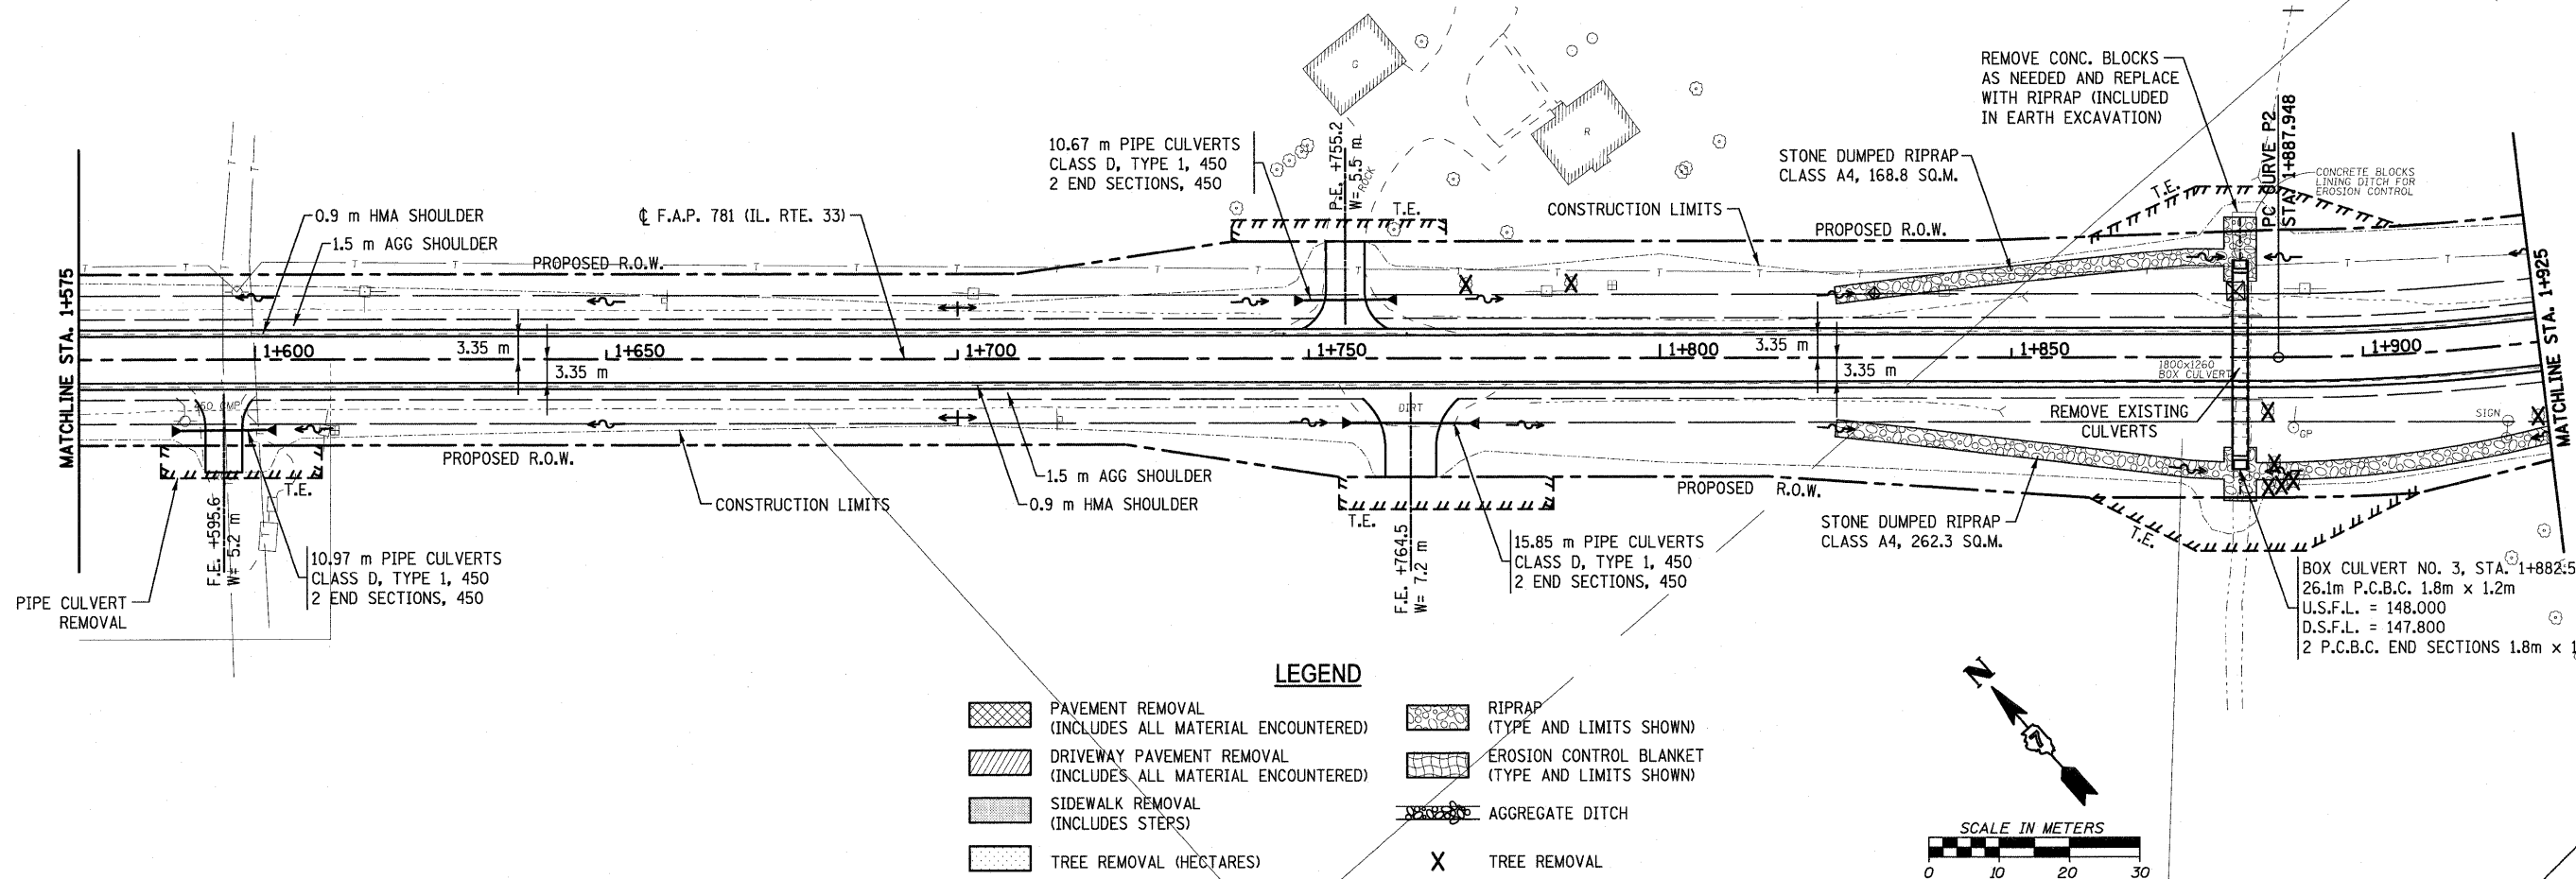 REMOVE CONC. BLOCKS
AS NEEDED AND REPLACE
WITH RIPRAP (INCLUDED
IN EARTH EXCAVATION)
G
R
10.67 m PIPE CULVERTS
CLASS D, TYPE 1, 450
2 END SECTIONS, 450
P.E. +755.2
W= 5.5 m
ROCK
T.E.
STONE DUMPED RIPRAP
CLASS A4, 168.8 SQ.M.
CONSTRUCTION LIMITS
PROPOSED R.O.W.
T.E.
PC CURVE P2
STA. 1+887.948
CONCRETE BLOCKS
LINING DITCH FOR
EROSION CONTROL
0.9 m HMA SHOULDER
1.5 m AGG SHOULDER
℄ F.A.P. 781 (IL. RTE. 33)
PROPOSED R.O.W.
MATCHLINE STA. 1+575
1+600
1+650
1+700
1+750
1+800
1+850
1+900
MATCHLINE STA. 1+925
3.35 m
3.35 m
3.35 m
3.35 m
1800x1260
BOX CULVERT
REMOVE EXISTING
CULVERTS
450 CMP
DIRT
SIGN
GP
PROPOSED R.O.W.
T.E.
CONSTRUCTION LIMITS
1.5 m AGG SHOULDER
0.9 m HMA SHOULDER
T.E.
PROPOSED R.O.W.
STONE DUMPED RIPRAP
CLASS A4, 262.3 SQ.M.
T.E.
PIPE CULVERT
REMOVAL
F.E. +595.6
W= 5.2 m
10.97 m PIPE CULVERTS
CLASS D, TYPE 1, 450
2 END SECTIONS, 450
F.E. +764.5
W= 7.2 m
15.85 m PIPE CULVERTS
CLASS D, TYPE 1, 450
2 END SECTIONS, 450
BOX CULVERT NO. 3, STA. 1+882.5
26.1m P.C.B.C. 1.8m x 1.2m
U.S.F.L. = 148.000
D.S.F.L. = 147.800
2 P.C.B.C. END SECTIONS 1.8m x 1
LEGEND
PAVEMENT REMOVAL
(INCLUDES ALL MATERIAL ENCOUNTERED)
DRIVEWAY PAVEMENT REMOVAL
(INCLUDES ALL MATERIAL ENCOUNTERED)
SIDEWALK REMOVAL
(INCLUDES STEPS)
TREE REMOVAL (HECTARES)
RIPRAP
(TYPE AND LIMITS SHOWN)
EROSION CONTROL BLANKET
(TYPE AND LIMITS SHOWN)
AGGREGATE DITCH
X TREE REMOVAL
N
7
SCALE IN METERS
0 10 20 30